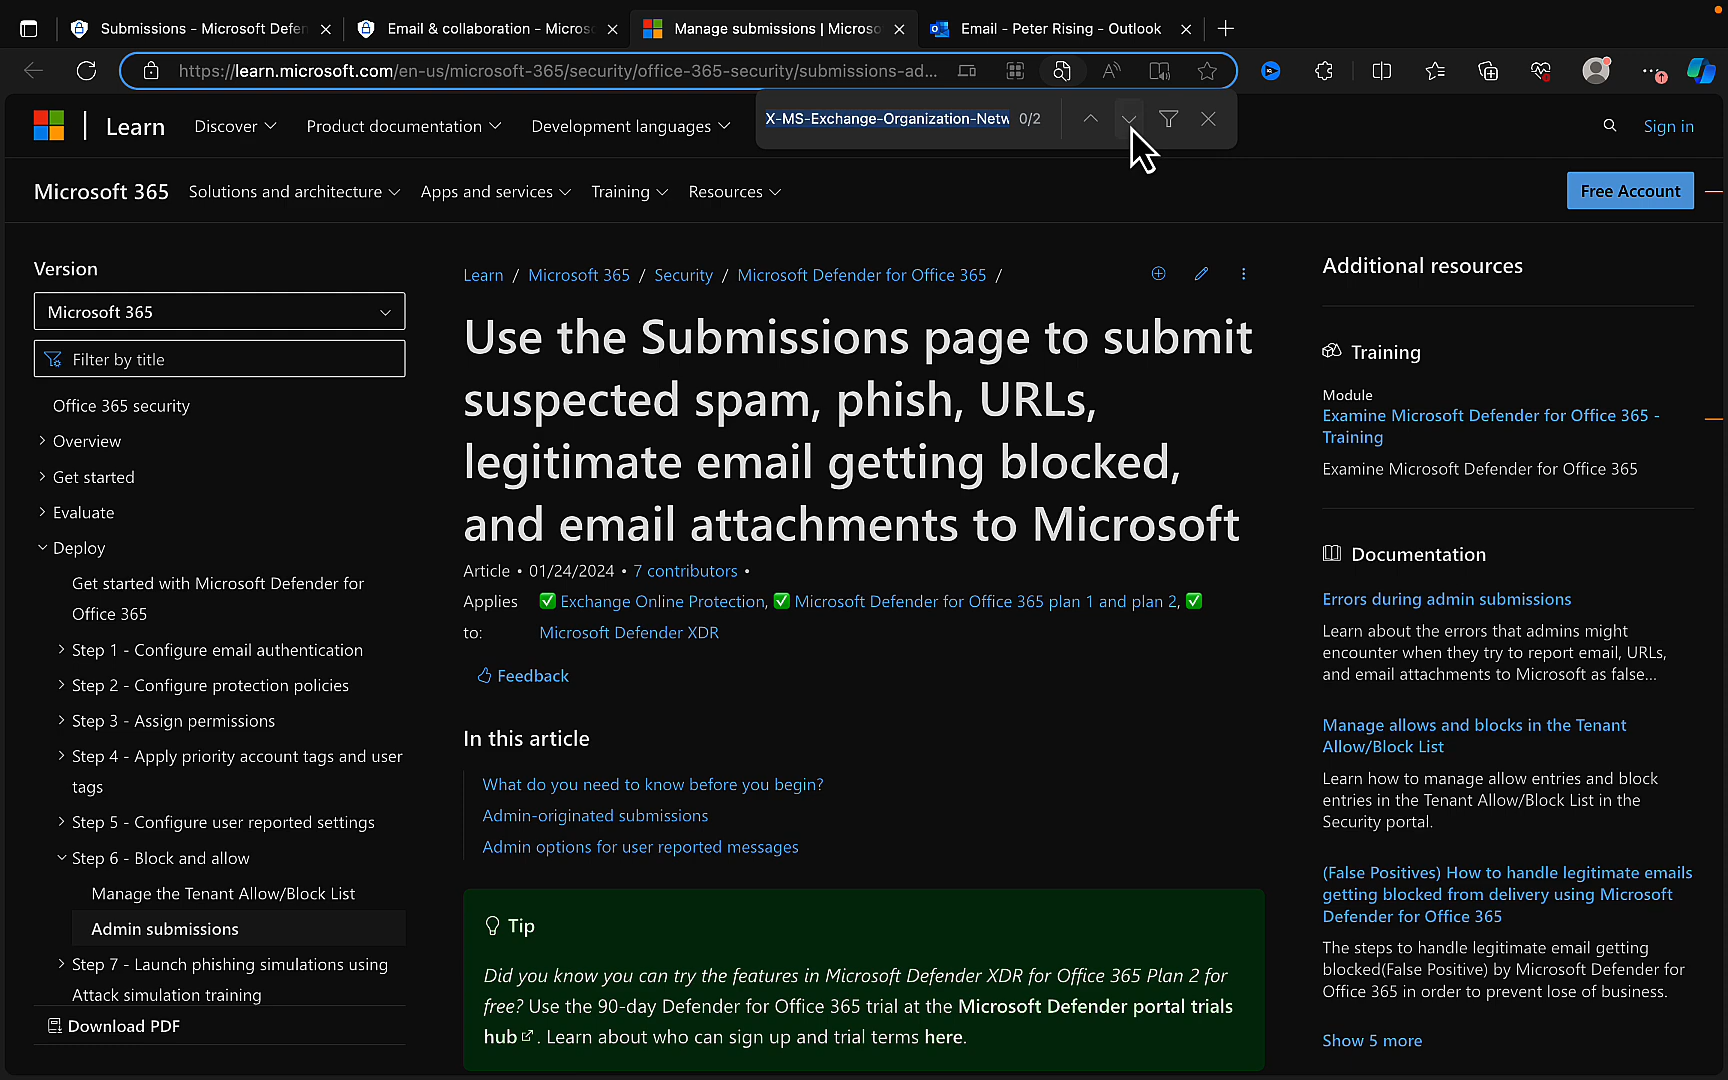 Submissions - Microsoft Defen
Email & collaboration - Micros
Manage submissions | Microso
Email - Peter Rising - Outlook
https://learn.microsoft.com/en-us/microsoft-365/security/office-365-security/submissions-ad...
Learn
Discover
Product documentation
Development languages
X-MS-Exchange-Organization-Netw
0/2
Sign in
Microsoft 365
Solutions and architecture
Apps and services
Training
Resources
Free Account
Version
Microsoft 365
Filter by title
Office 365 security
Overview
Get started
Evaluate
Deploy
Get started with Microsoft Defender for
Office 365
Step 1 - Configure email authentication
Step 2 - Configure protection policies
Step 3 - Assign permissions
Step 4 - Apply priority account tags and user
tags
Step 5 - Configure user reported settings
Step 6 - Block and allow
Manage the Tenant Allow/Block List
Admin submissions
Step 7 - Launch phishing simulations using
Attack simulation training
Download PDF
Learn / Microsoft 365 / Security / Microsoft Defender for Office 365 /
Use the Submissions page to submit
suspected spam, phish, URLs,
legitimate email getting blocked,
and email attachments to Microsoft
Article • 01/24/2024 • 7 contributors •
Applies ✅ Exchange Online Protection, ✅ Microsoft Defender for Office 365 plan 1 and plan 2, ✅
to: Microsoft Defender XDR
Feedback
In this article
What do you need to know before you begin?
Admin-originated submissions
Admin options for user reported messages
Tip
Did you know you can try the features in Microsoft Defender XDR for Office 365 Plan 2 for
free? Use the 90-day Defender for Office 365 trial at the Microsoft Defender portal trials
hub. Learn about who can sign up and trial terms here.
Additional resources
Training
Module
Examine Microsoft Defender for Office 365 -
Training
Examine Microsoft Defender for Office 365
Documentation
Errors during admin submissions
Learn about the errors that admins might
encounter when they try to report email, URLs,
and email attachments to Microsoft as false...
Manage allows and blocks in the Tenant
Allow/Block List
Learn how to manage allow entries and block
entries in the Tenant Allow/Block List in the
Security portal.
(False Positives) How to handle legitimate emails
getting blocked from delivery using Microsoft
Defender for Office 365
The steps to handle legitimate email getting
blocked(False Positive) by Microsoft Defender for
Office 365 in order to prevent lose of business.
Show 5 more